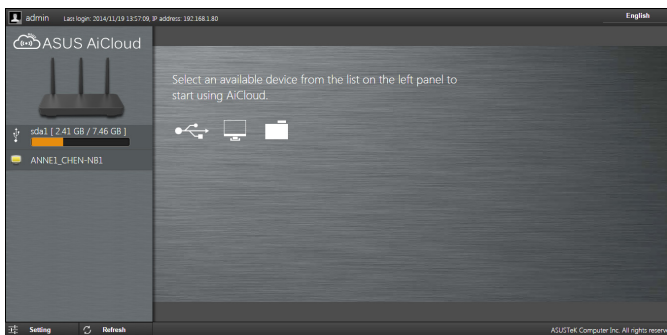 admin Last login: 2014/11/19 13:57:09, IP address: 192.168.1.80 English
ASUS AiCloud
Select an available device from the list on the left panel to
start using AiCloud.
sda1 [ 2.41 GB / 7.46 GB ]
ANNE1_CHEN-NB1
Setting Refresh ASUSTeK Computer Inc. All rights reserve